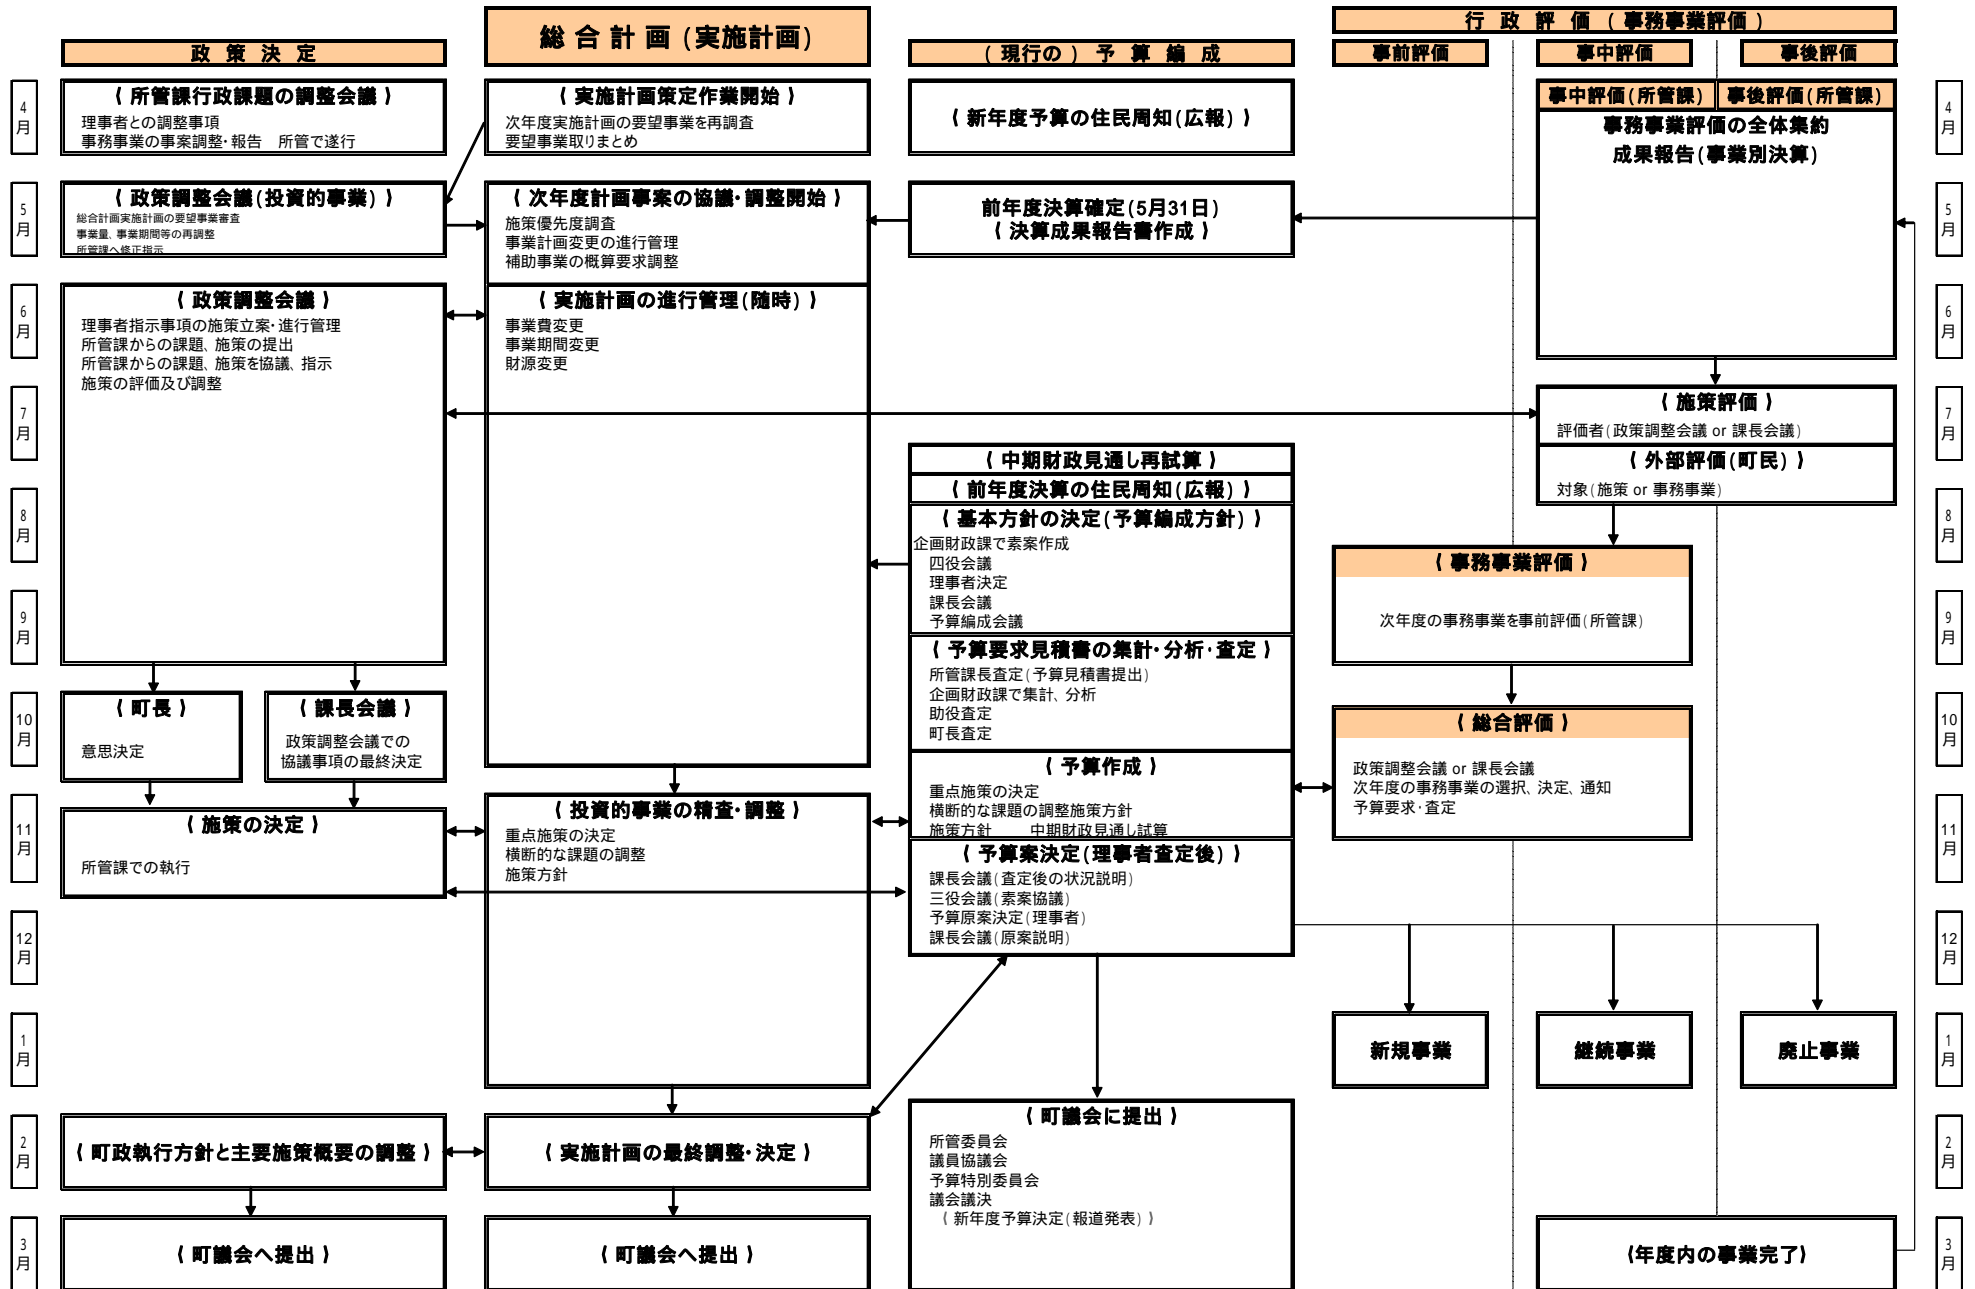 政 策 決 定
総 合 計 画 (実施計画)
(現行の) 予 算 編 成
行 政 評 価 (事務事業評価)
事前評価
事中評価
事後評価
4月
5月
6月
7月
8月
9月
10月
11月
12月
1月
2月
3月
⟨ 所管課行政課題の調整会議 ⟩
理事者との調整事項
事務事業の事案調整・報告 所管で遂行
⟨ 政策調整会議(投資的事業) ⟩
総合計画実施計画の要望事業審査
事業量、事業期間等の再調整
所管課へ修正指示
⟨ 政策調整会議 ⟩
理事者指示事項の施策立案・進行管理
所管課からの課題、施策の提出
所管課からの課題、施策を協議、指示
施策の評価及び調整
⟨ 町長 ⟩
意思決定
⟨ 課長会議 ⟩
政策調整会議での
協議事項の最終決定
⟨ 施策の決定 ⟩
所管課での執行
⟨ 町政執行方針と主要施策概要の調整 ⟩
⟨ 町議会へ提出 ⟩
⟨ 実施計画策定作業開始 ⟩
次年度実施計画の要望事業を再調査
要望事業取りまとめ
⟨ 次年度計画事案の協議・調整開始 ⟩
施策優先度調査
事業計画変更の進行管理
補助事業の概算要求調整
⟨ 実施計画の進行管理(随時) ⟩
事業費変更
事業期間変更
財源変更
⟨ 投資的事業の精査・調整 ⟩
重点施策の決定
横断的な課題の調整
施策方針
⟨ 実施計画の最終調整・決定 ⟩
⟨ 町議会へ提出 ⟩
⟨ 新年度予算の住民周知(広報) ⟩
前年度決算確定(5月31日)
⟨ 決算成果報告書作成 ⟩
⟨ 中期財政見通し再試算 ⟩
⟨ 前年度決算の住民周知(広報) ⟩
⟨ 基本方針の決定(予算編成方針) ⟩
企画財政課で素案作成
四役会議
理事者決定
課長会議
予算編成会議
⟨ 予算要求見積書の集計・分析・査定 ⟩
所管課長査定(予算見積書提出)
企画財政課で集計、分析
助役査定
町長査定
⟨ 予算作成 ⟩
重点施策の決定
横断的な課題の調整施策方針
施策方針 中期財政見通し試算
⟨ 予算案決定(理事者査定後) ⟩
課長会議(査定後の状況説明)
三役会議(素案協議)
予算原案決定(理事者)
課長会議(原案説明)
⟨ 町議会に提出 ⟩
所管委員会
議員協議会
予算特別委員会
議会議決
⟨ 新年度予算決定(報道発表) ⟩
事中評価(所管課)
事後評価(所管課)
事務事業評価の全体集約
成果報告(事業別決算)
⟨ 施策評価 ⟩
評価者(政策調整会議 or 課長会議)
⟨ 外部評価(町民) ⟩
対象(施策 or 事務事業)
⟨ 事務事業評価 ⟩
次年度の事務事業を事前評価(所管課)
⟨ 総合評価 ⟩
政策調整会議 or 課長会議
次年度の事務事業の選択、決定、通知
予算要求・査定
新規事業
継続事業
廃止事業
⟨年度内の事業完了⟩
4月
5月
6月
7月
8月
9月
10月
11月
12月
1月
2月
3月